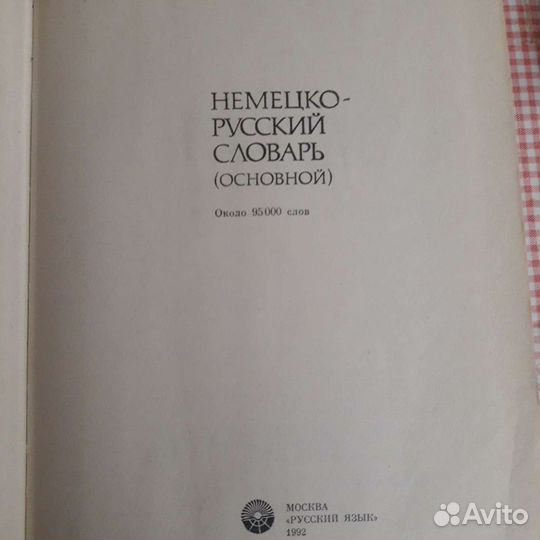 НЕМЕЦКО-
РУССКИЙ
СЛОВАРЬ
(ОСНОВНОЙ)
Около 95 000 слов
МОСКВА
«РУССКИЙ ЯЗЫК»
1992
Avito